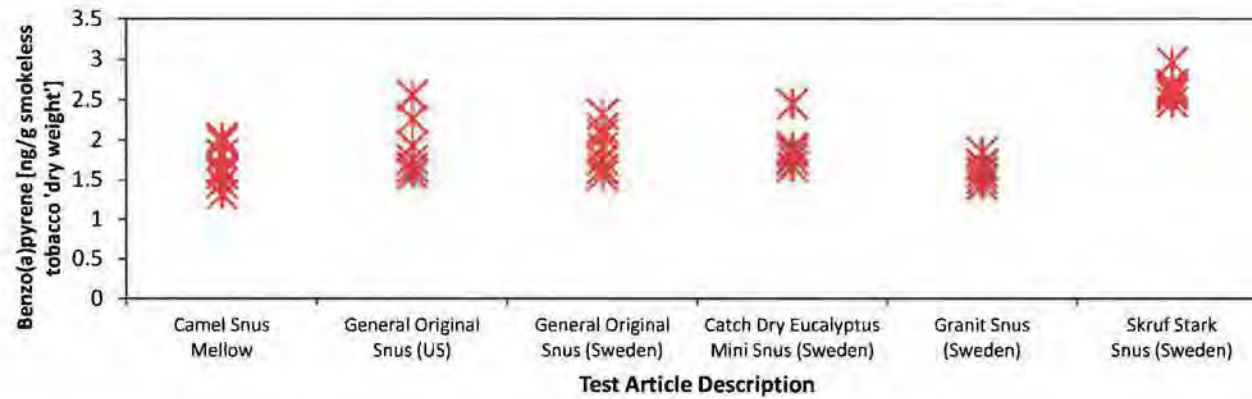 Benzo(a)pyrene [ng/g smokeless
tobacco 'dry weight']
3.5
3
2.5
2
1.5
1
0.5
0
Camel Snus
Mellow
General Original
Snus (US)
General Original
Snus (Sweden)
Catch Dry Eucalyptus
Mini Snus (Sweden)
Granit Snus
(Sweden)
Skruf Stark
Snus (Sweden)
Test Article Description